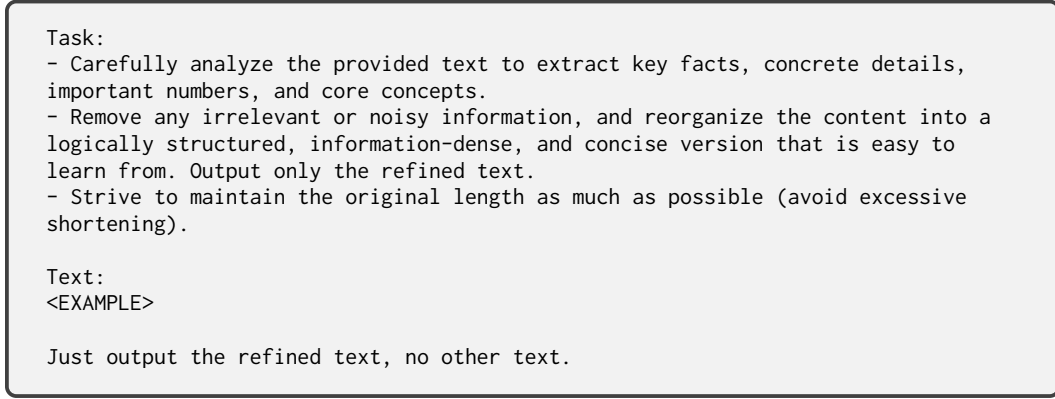 Task:
- Carefully analyze the provided text to extract key facts, concrete details,
important numbers, and core concepts.
- Remove any irrelevant or noisy information, and reorganize the content into a
logically structured, information-dense, and concise version that is easy to
learn from. Output only the refined text.
- Strive to maintain the original length as much as possible (avoid excessive
shortening).

Text:
<EXAMPLE>

Just output the refined text, no other text.